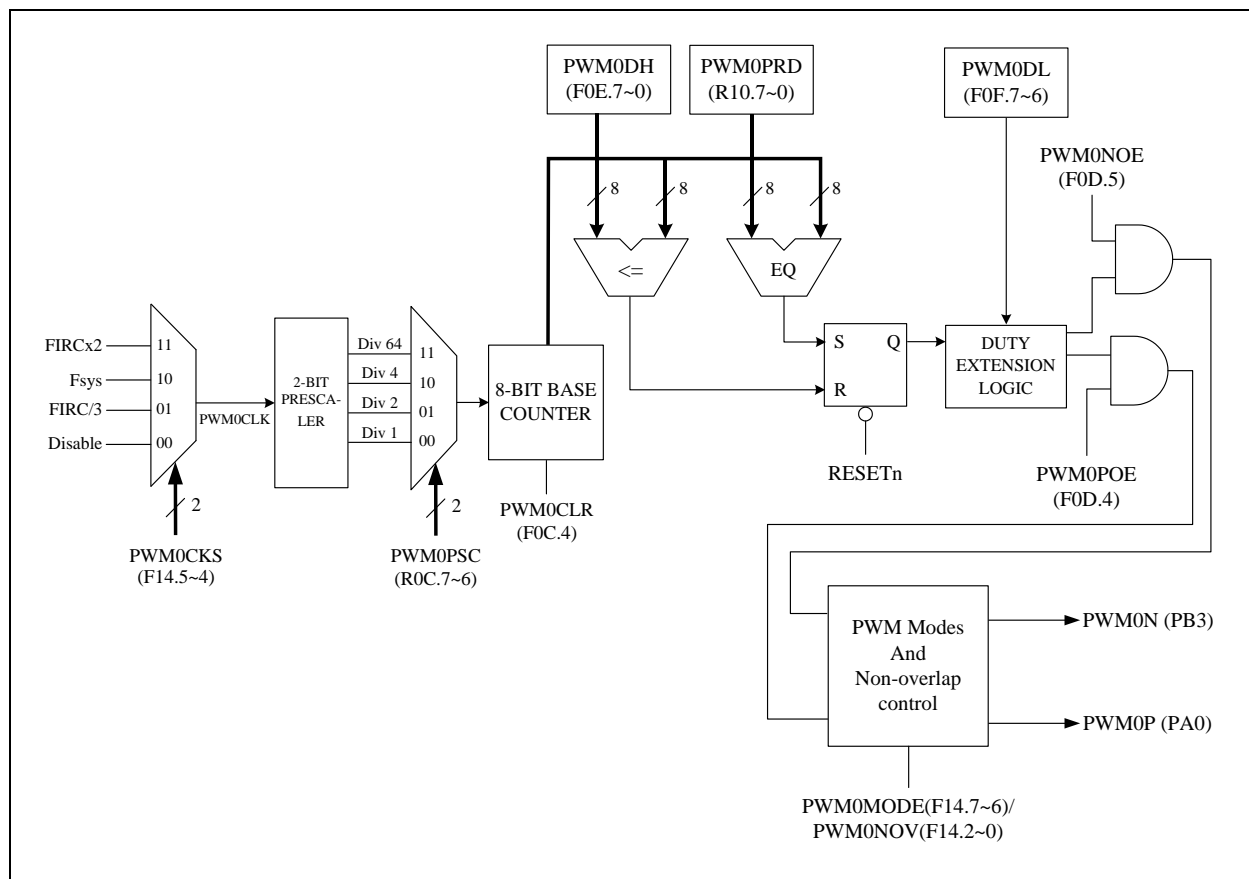 PWM0DH
(F0E.7~0)
PWM0PRD
(R10.7~0)
PWM0DL
(F0F.7~6)
PWM0NOE
(F0D.5)
8
8
8
8
<=
EQ
FIRCx2
Fsys
FIRC/3
Disable
11
10
01
00
PWM0CLK
2-BIT
PRESCA-
LER
Div 64
Div 4
Div 2
Div 1
11
10
01
00
8-BIT BASE
COUNTER
S
Q
R
DUTY
EXTENSION
LOGIC
RESETn
PWM0POE
(F0D.4)
2
PWM0CKS
(F14.5~4)
2
PWM0PSC
(R0C.7~6)
PWM0CLR
(F0C.4)
PWM Modes
And
Non-overlap
control
PWM0N (PB3)
PWM0P (PA0)
PWM0MODE(F14.7~6)/
PWM0NOV(F14.2~0)